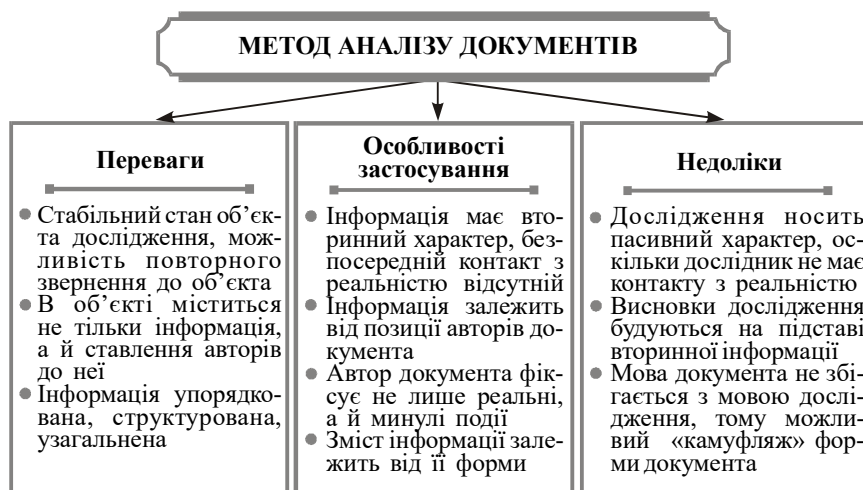 МЕТОД АНАЛІЗУ ДОКУМЕНТІВ
Переваги
Стабільний стан об’єк-
та дослідження, мож-
ливість повторного
звернення до об’єкта
В об’єкті міститься
не тільки інформація,
а й ставлення авторів
до неї
Інформація упорядко-
вана, структурована,
узагальнена
Особливості
застосування
Інформація має вто-
ринний характер, без-
посередній контакт з
реальністю відсутній
Інформація залежить
від позиції авторів до-
кумента
Автор документа фік-
сує не лише реальні,
а й минулі події
Зміст інформації зале-
жить від її форми
Недоліки
Дослідження носить
пасивний характер, ос-
кільки дослідник не має
контакту з реальністю
Висновки дослідження
будуються на підставі
вторинної інформації
Мова документа не збі-
гається з мовою дослі-
дження, тому можли-
вий «камуфляж» фор-
ми документа